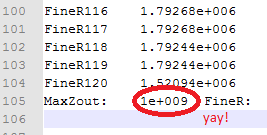 100 FineR116 1.79268e+006
101 FineR117 1.79268e+006
102 FineR118 1.79244e+006
103 FineR119 1.79244e+006
104 FineR120 1.52094e+006
105 MaxZout: 1e+009 FineR:
106 yay!